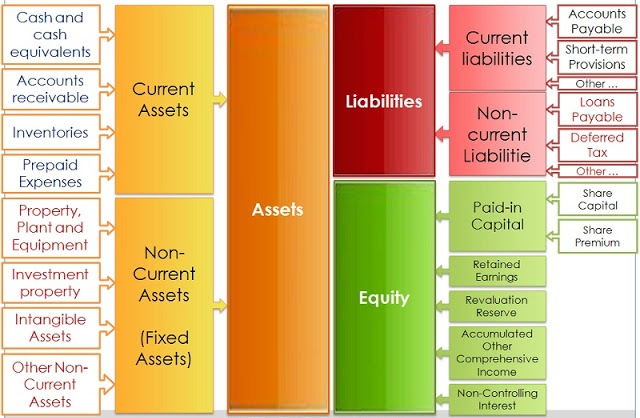 Cash and
cash
equivalents
Accounts
receivable
Inventories
Prepaid
Expenses
Property,
Plant and
Equipment
Investment
property
Intangible
Assets
Other Non-
Current Assets
Current
Assets
Non-
Current
Assets
(Fixed
Assets)
Assets
Liabilities
Equity
Current
liabilities
Non-
current
Liabilitie
Paid-in
Capital
Retained
Earnings
Revaluation
Reserve
Accumulated
Other
Comprehensive
Income
Non-Controlling
Interest
Accounts
Payable
Short-term
Provisions
Other ...
Loans
Payable
Deferred
Tax
Other ...
Share
Capital
Share
Premium